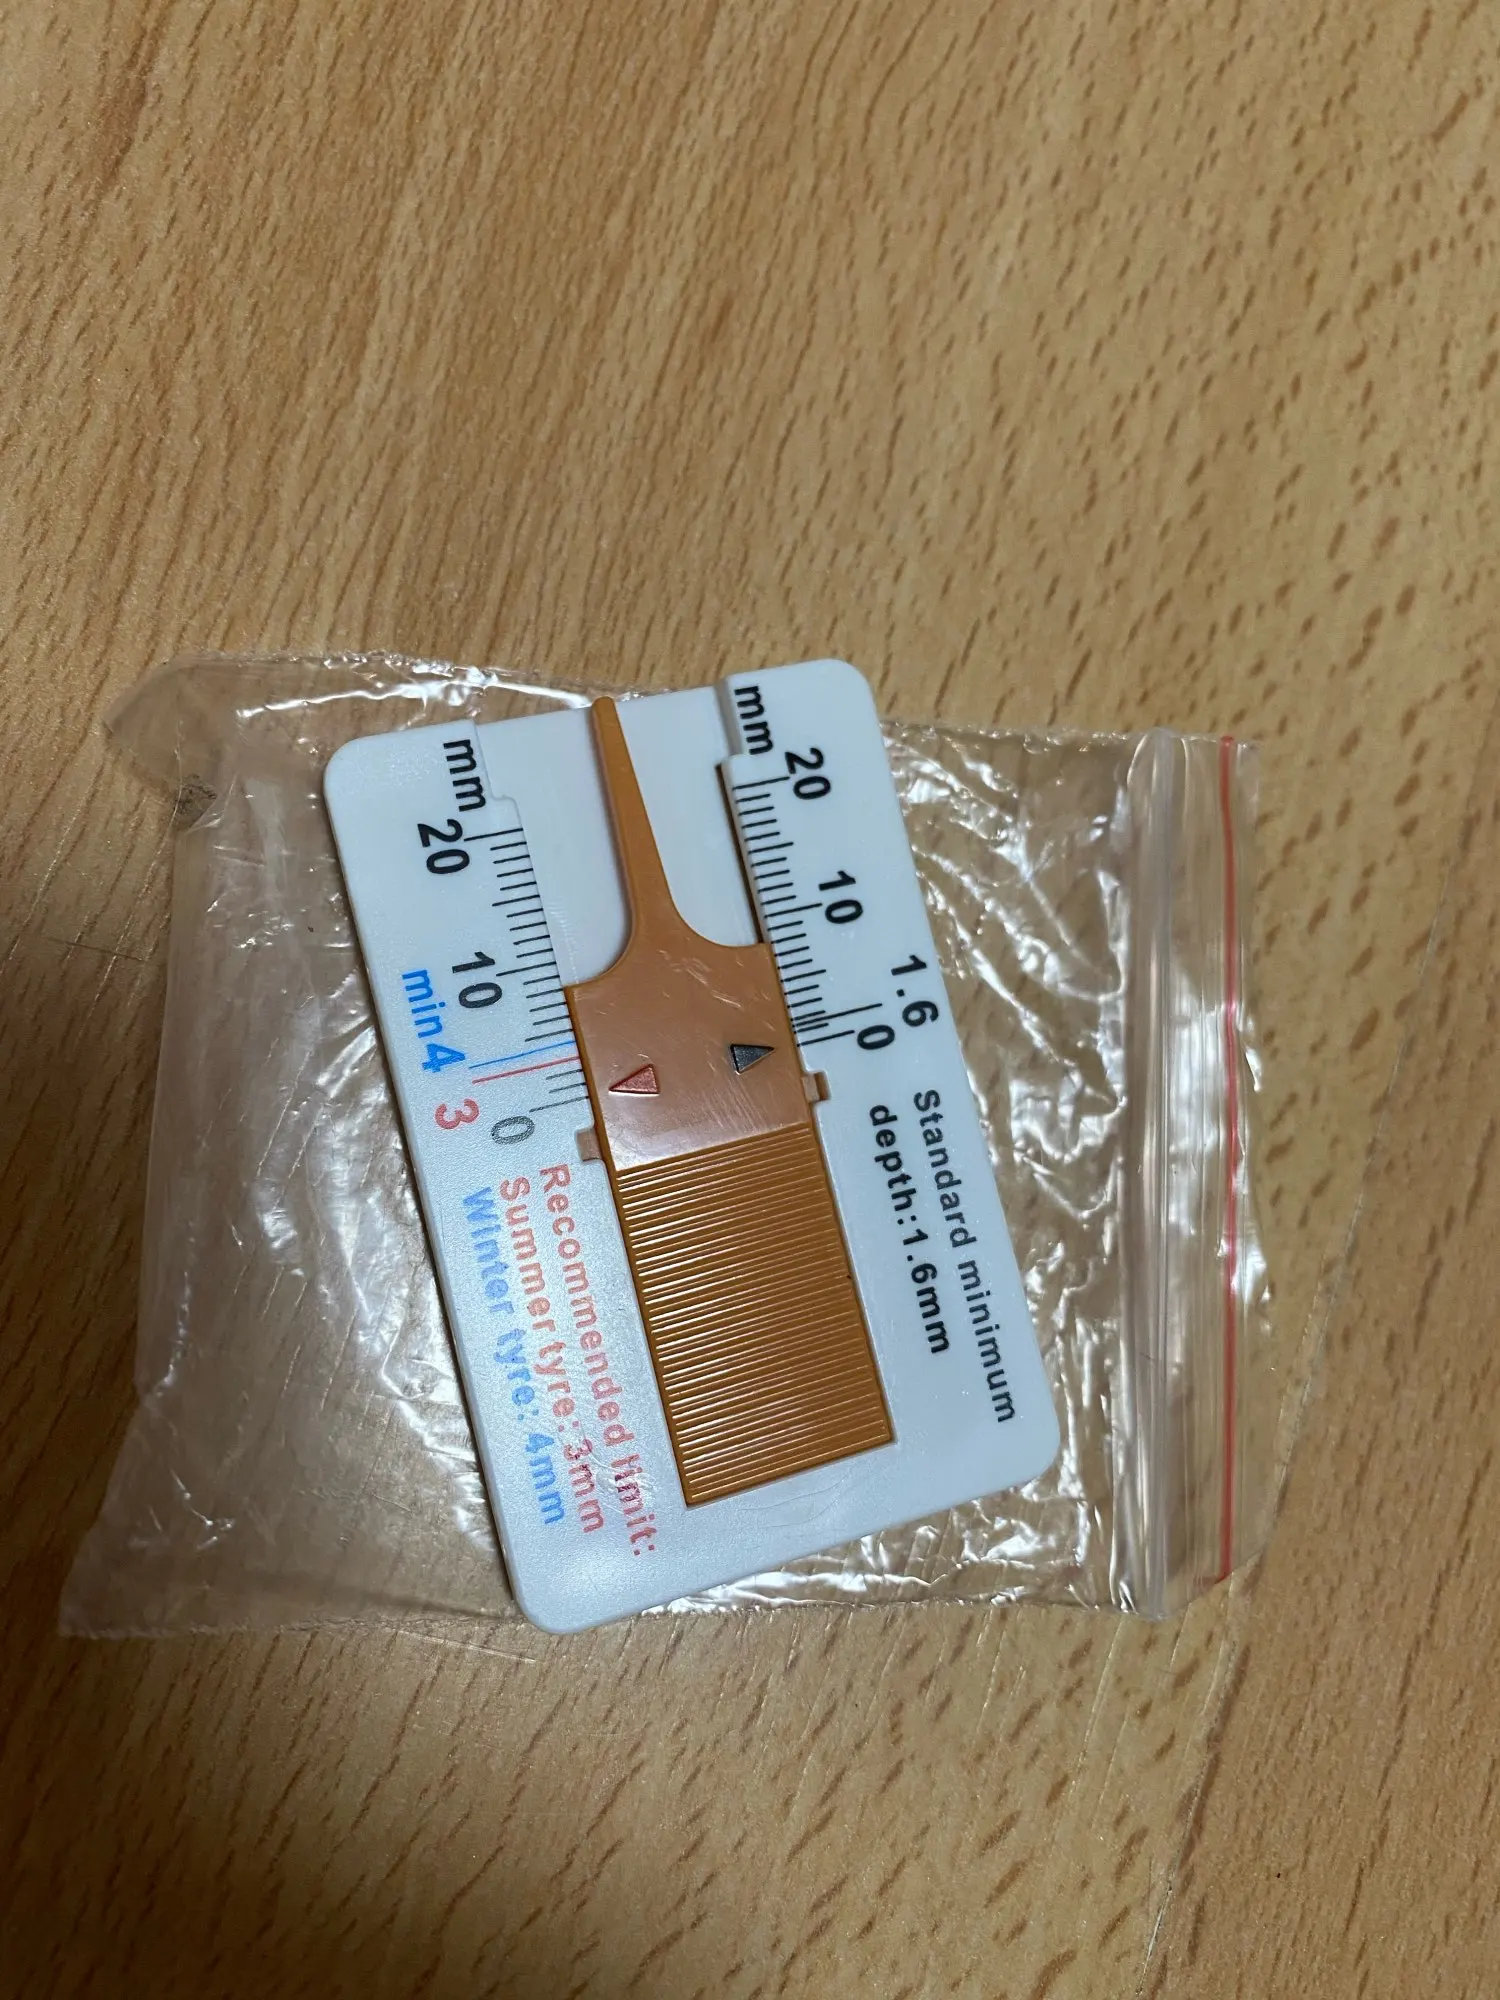 mm
20
10
1.6
0
Standard minimum
depth:1.6mm
mm
20
10
min4
3
0
Recommended limit:
Summer tyre:3mm
Winter tyre:4mm